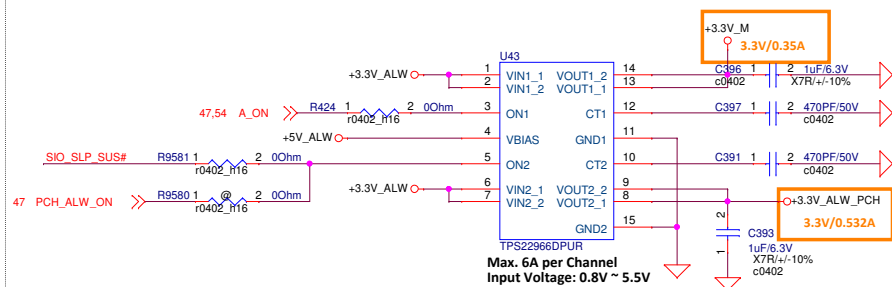 +3.3V_M
3.3V/0.35A
U43
+3.3V_ALW
1
2
VIN1_1
VIN1_2
VOUT1_2
VOUT1_1
14
13
C396
1
2
1uF/6.3V
X7R/+/-10%
c0402
47,54
A_ON
R424
1
2
0Ohm
r0402_h16
3
ON1
CT1
12
C397
1
2
470PF/50V
c0402
+5V_ALW
4
VBIAS
GND1
11
SIO_SLP_SUS#
R9581
1
2
0Ohm
r0402_h16
5
ON2
CT2
10
C391
1
2
470PF/50V
c0402
47
PCH_ALW_ON
R9580
1
@
2
0Ohm
r0402_h16
+3.3V_ALW
6
7
VIN2_1
VIN2_2
VOUT2_2
VOUT2_1
9
8
+3.3V_ALW_PCH
3.3V/0.532A
GND2
15
TPS22966DPUR
2
1
C393
1uF/6.3V
X7R/+/-10%
c0402
Max. 6A per Channel
Input Voltage: 0.8V ~ 5.5V